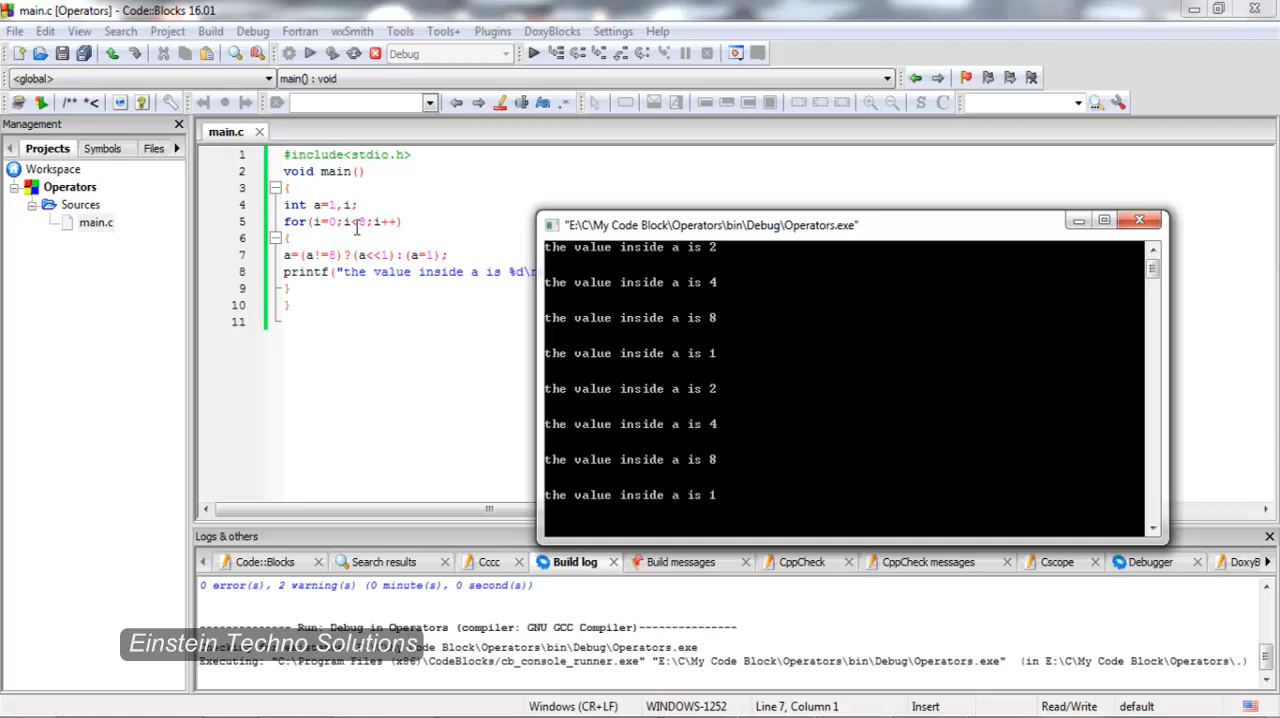 main.c [Operators] - Code::Blocks 16.01
File Edit View Search Project Build Debug Fortran wxSmith Tools Tools+ Plugins DoxyBlocks Settings Help
Debug
<global> main() : void
/** *< .* S C
Management
main.c
Projects Symbols Files
Workspace
Operators
Sources
main.c
1 #include<stdio.h>
2 void main()
3 {
4 int a=1,i;
5 for(i=0;i<8;i++)
6 {
7 a=(a!=8)?(a<<1):(a=1);
8 printf("the value inside a is %d\n
9 }
10 }
11
"E:\C\My Code Block\Operators\bin\Debug\Operators.exe"
the value inside a is 2
the value inside a is 4
the value inside a is 8
the value inside a is 1
the value inside a is 2
the value inside a is 4
the value inside a is 8
the value inside a is 1
Logs & others
Code::Blocks Search results Cccc Build log Build messages CppCheck CppCheck messages Cscope Debugger DoxyB
0 error(s), 2 warning(s) (0 minute(s), 0 second(s))
-------------- Run: Debug in Operators (compiler: GNU GCC Compiler)---------------
Einstein Techno Solutions
Code Block\Operators\bin\Debug\Operators.exe
Executing: "C:\Program Files (x86)\CodeBlocks/cb_console_runner.exe" "E:\C\My Code Block\Operators\bin\Debug\Operators.exe" (in E:\C\My Code Block\Operators\.)
Windows (CR+LF) WINDOWS-1252 Line 7, Column 1 Insert Read/Write default